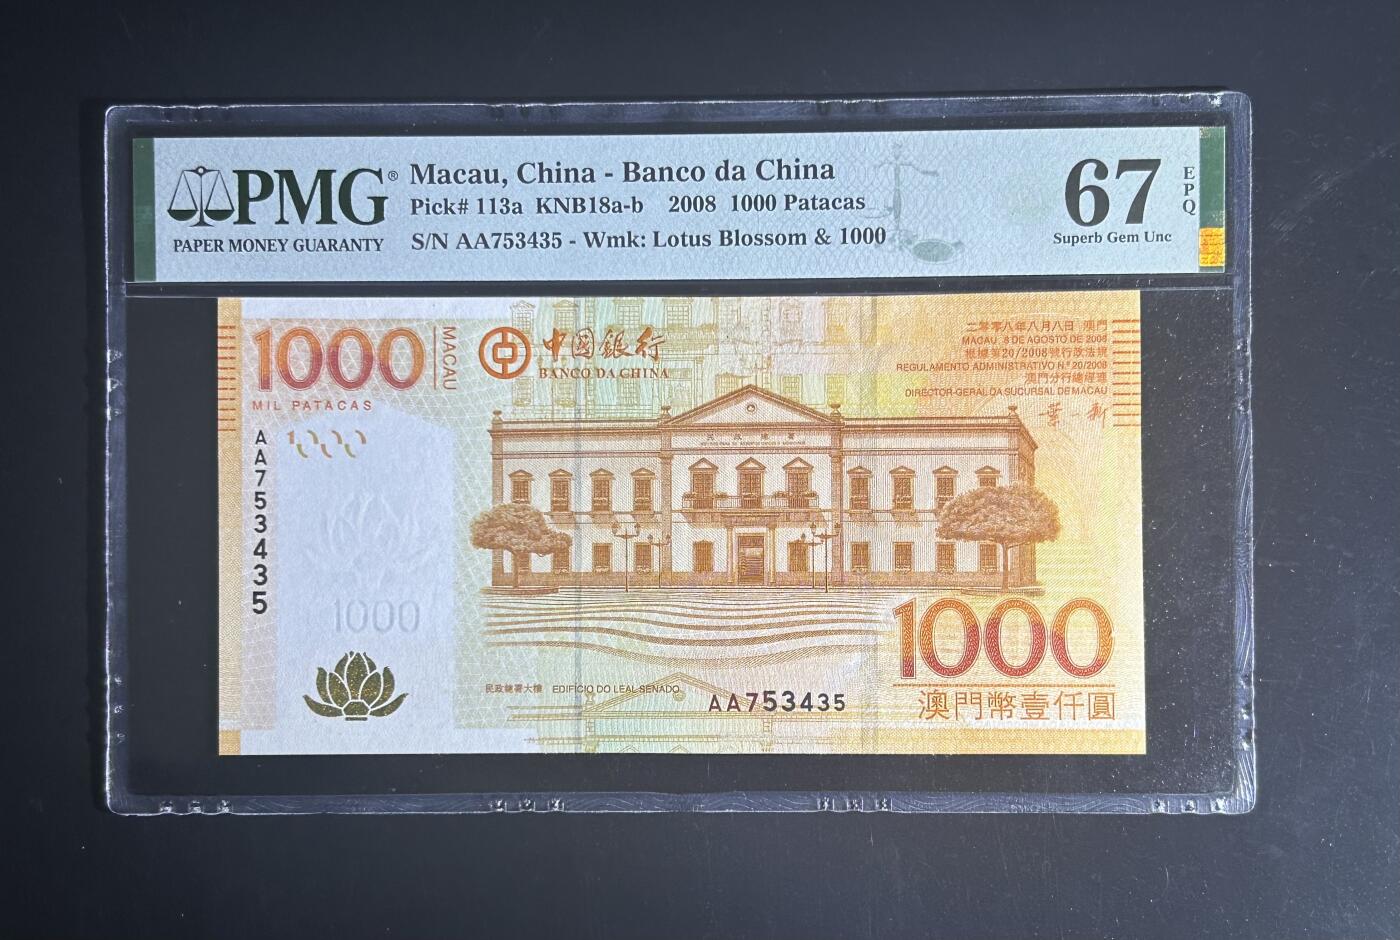 PMG®
PAPER MONEY GUARANTY
Macau, China - Banco da China
Pick# 113a KNB18a-b 2008 1000 Patacas
S/N AA753435 - Wmk: Lotus Blossom & 1000
67
EPQ
Superb Gem Unc
1000
MACAU
MIL PATACAS
中國銀行
BANCO DA CHINA
二零零八年八月八日 澳門
MACAU, 8 DE AGOSTO DE 2008
根據第20/2008號行政法規
REGULAMENTO ADMINISTRATIVO N.º 20/2008
澳門分行總經理
DIRECTOR-GERAL DA SUCURSAL DE MACAU
AA753435
1000
1000
民政總署
民政總署大樓 EDIFÍCIO DO LEAL SENADO
AA753435
1000
澳門幣壹仟圓